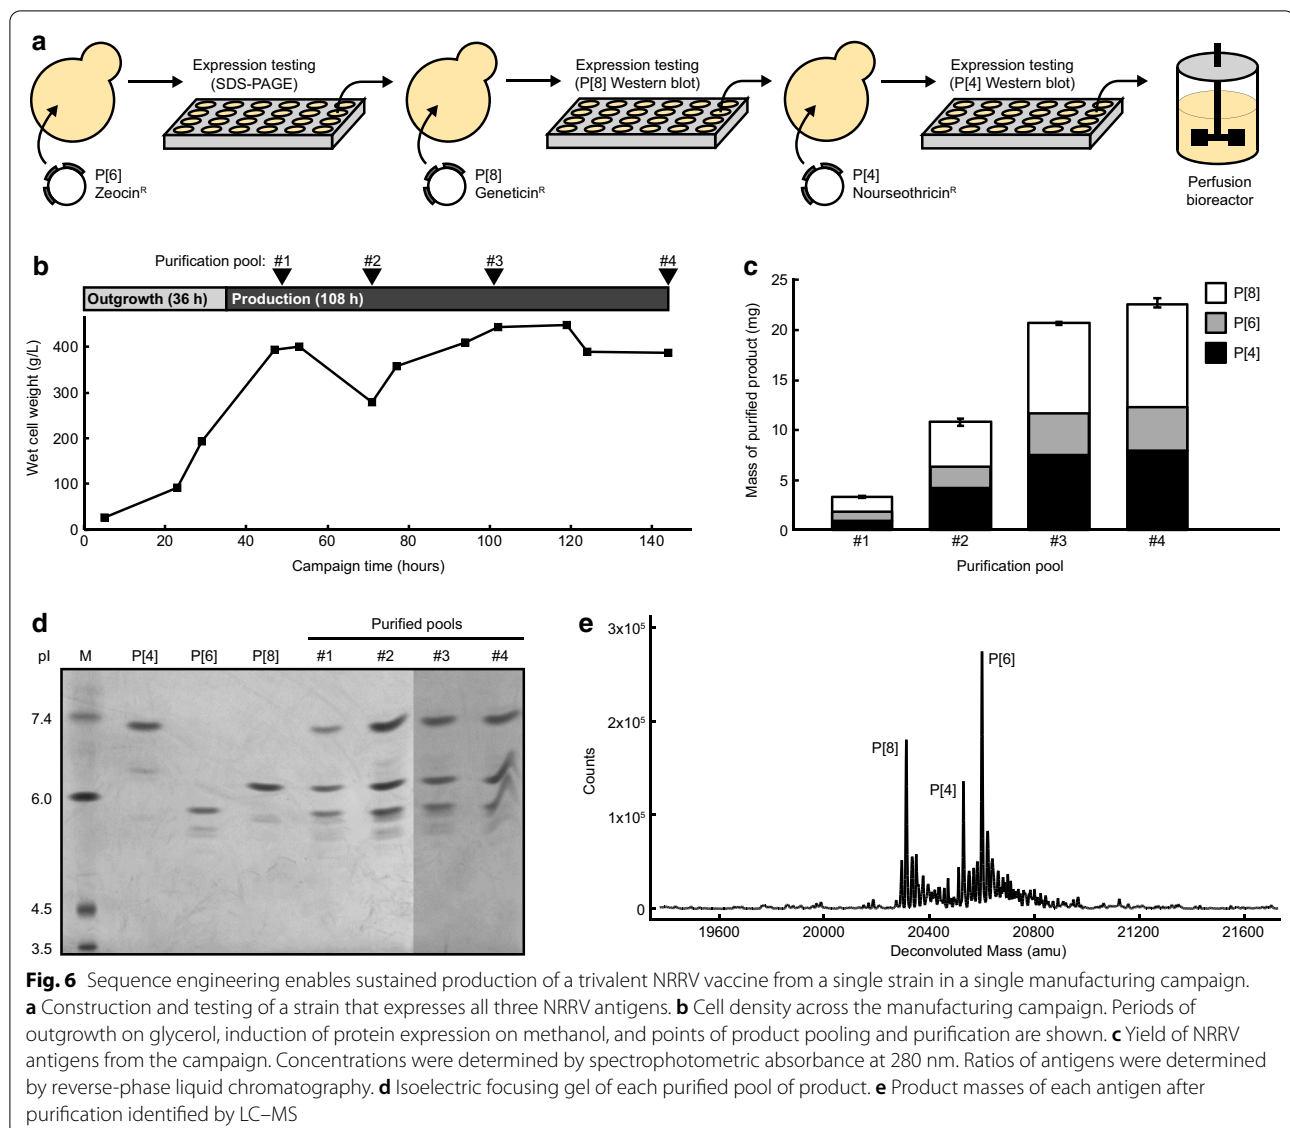 a
Expression testing
(SDS-PAGE)
Expression testing
(P[8] Western blot)
Expression testing
(P[4] Western blot)
P[6]
Zeocinᴿ
P[8]
Geneticinᴿ
P[4]
Nourseothricinᴿ
Perfusion
bioreactor
b
Purification pool: #1 #2 #3 #4
Outgrowth (36 h) Production (108 h)
Wet cell weight (g/L)
400
300
200
100
0
0 20 40 60 80 100 120 140
Campaign time (hours)
c
Mass of purified product (mg)
25
20
15
10
5
0
P[8]
P[6]
P[4]
#1 #2 #3 #4
Purification pool
d
Purified pools
pI M P[4] P[6] P[8] #1 #2 #3 #4
7.4
6.0
4.5
3.5
e
Counts
3x10⁵
2x10⁵
1x10⁵
0
P[8]
P[4]
P[6]
19600 20000 20400 20800 21200 21600
Deconvoluted Mass (amu)
Fig. 6 Sequence engineering enables sustained production of a trivalent NRRV vaccine from a single strain in a single manufacturing campaign.
a Construction and testing of a strain that expresses all three NRRV antigens. b Cell density across the manufacturing campaign. Periods of
outgrowth on glycerol, induction of protein expression on methanol, and points of product pooling and purification are shown. c Yield of NRRV
antigens from the campaign. Concentrations were determined by spectrophotometric absorbance at 280 nm. Ratios of antigens were determined
by reverse-phase liquid chromatography. d Isoelectric focusing gel of each purified pool of product. e Product masses of each antigen after
purification identified by LC–MS